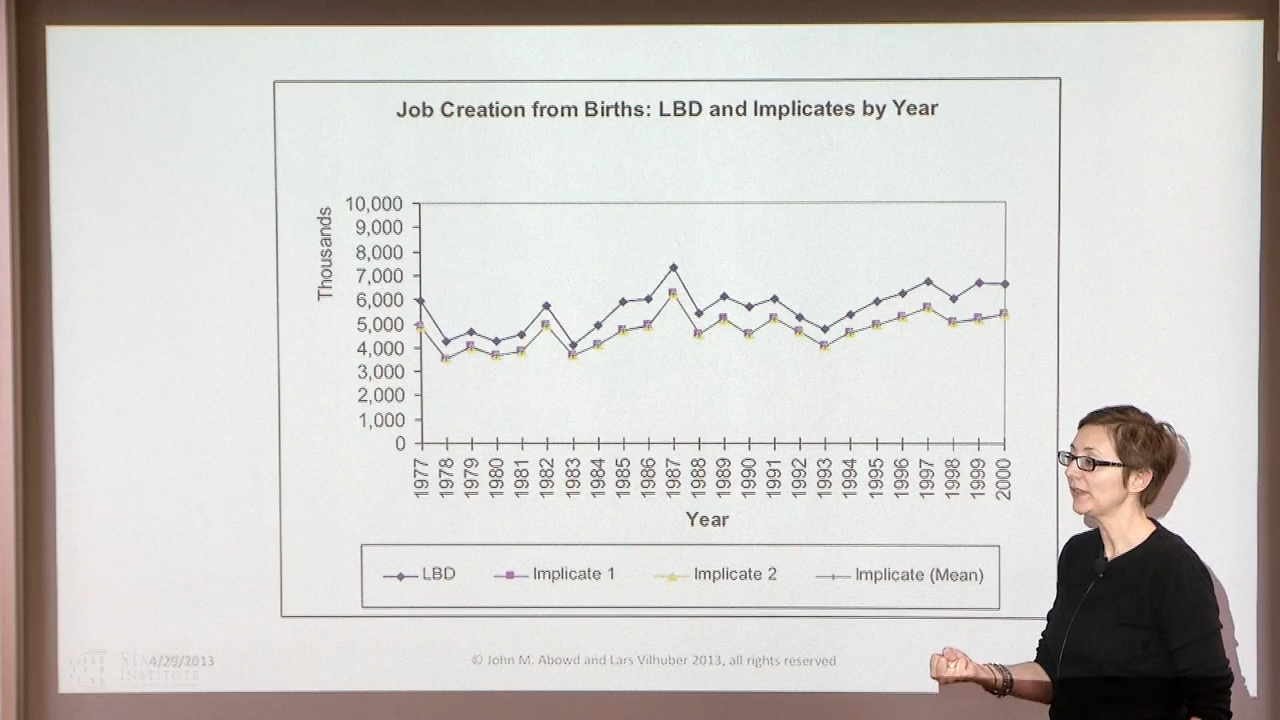 Job Creation from Births: LBD and Implicates by Year
Thousands
10,000
9,000
8,000
7,000
6,000
5,000
4,000
3,000
2,000
1,000
0
1977 1978 1979 1980 1981 1982 1983 1984 1985 1986 1987 1988 1989 1990 1991 1992 1993 1994 1995 1996 1997 1998 1999 2000
Year
LBD Implicate 1 Implicate 2 Implicate (Mean)
4/29/2013
INSTITUTE
© John M. Abowd and Lars Vilhuber 2013, all rights reserved